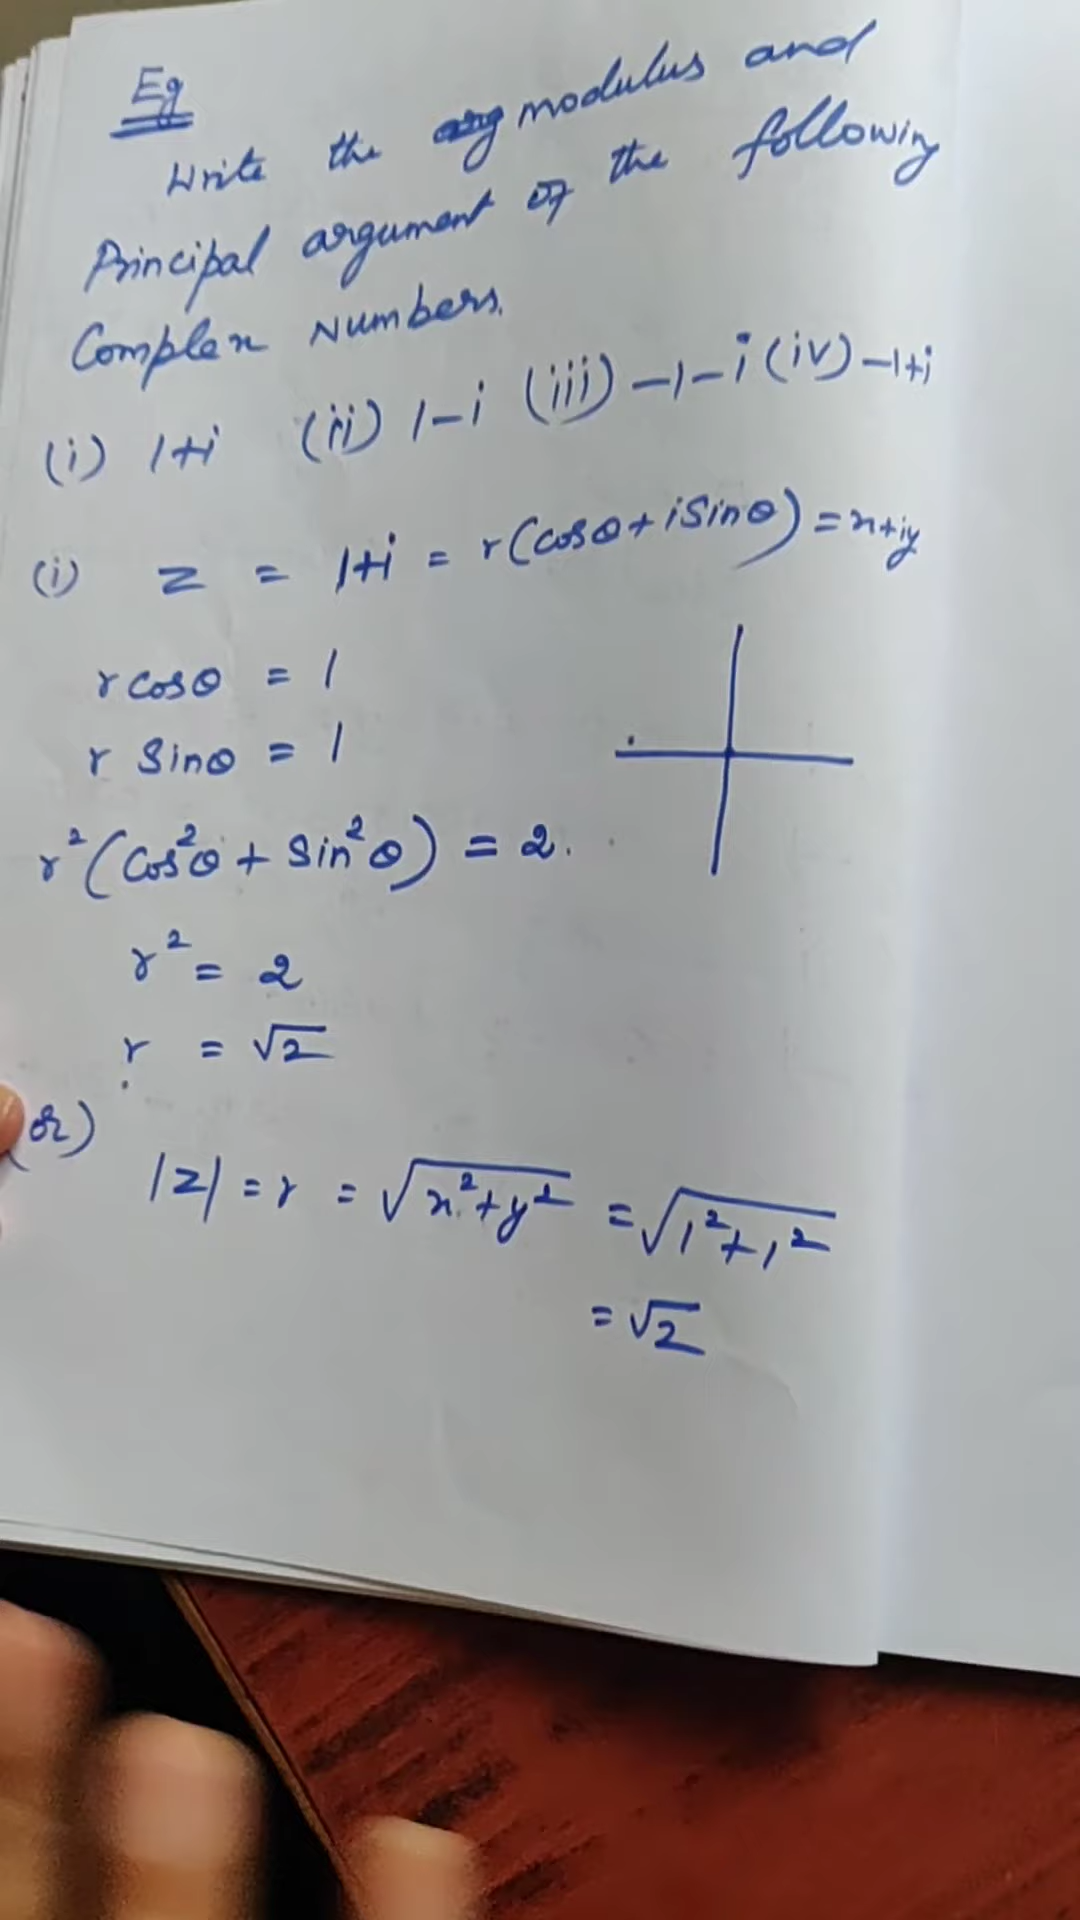 Eg
Write the arg modulus and
Principal argument of the following
Complex Numbers.
(i) 1+i (ii) 1-i (iii) -1-i (iv) -1+i
(i) z = 1+i = r(cosθ+isinθ) = x+iy
r cosθ = 1
r sinθ = 1
r²(cos²θ + sin²θ) = 2.
r² = 2
r = √2
(or)
|z| = r = √x²+y² = √1²+1²
= √2